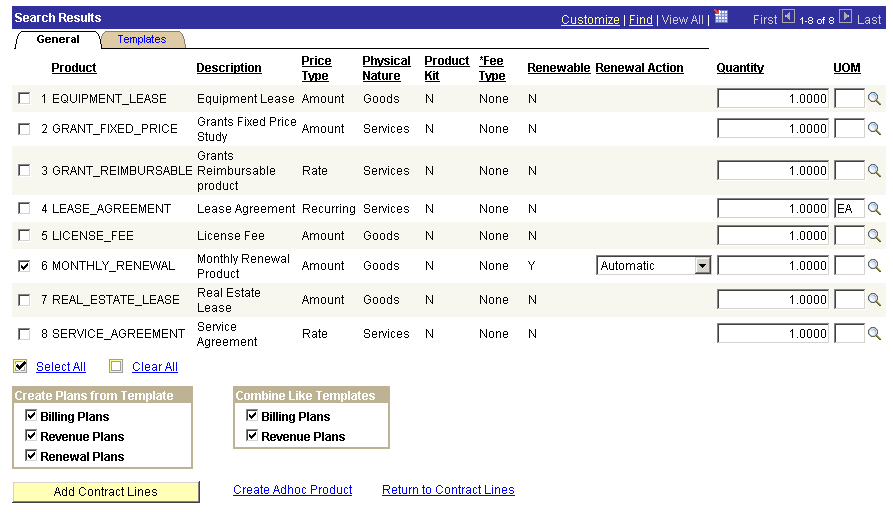 Search Results Customize | Find | View All | First 1-8 of 8 Last
General Templates
Product Description Price Type Physical Nature Product Kit *Fee Type Renewable Renewal Action Quantity UOM
1 EQUIPMENT_LEASE Equipment Lease Amount Goods N None N 1.0000
2 GRANT_FIXED_PRICE Grants Fixed Price Study Amount Services N None N 1.0000
3 GRANT_REIMBURSABLE Grants Reimbursable product Rate Services N None N 1.0000
4 LEASE_AGREEMENT Lease Agreement Recurring Services N None N 1.0000 EA
5 LICENSE_FEE License Fee Amount Goods N None N 1.0000
6 MONTHLY_RENEWAL Monthly Renewal Product Amount Goods N None Y Automatic 1.0000
7 REAL_ESTATE_LEASE Real Estate Lease Amount Goods N None N 1.0000
8 SERVICE_AGREEMENT Service Agreement Rate Services N None N 1.0000
Select All Clear All
Create Plans from Template Combine Like Templates
Billing Plans Billing Plans
Revenue Plans Revenue Plans
Renewal Plans
Add Contract Lines Create Adhoc Product Return to Contract Lines